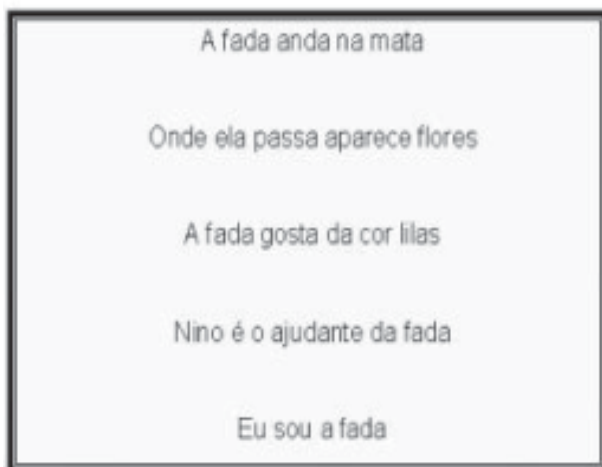 A fada anda na mata
Onde ela passa aparece flores
A fada gosta da cor lilas
Nino é o ajudante da fada
Eu sou a fada